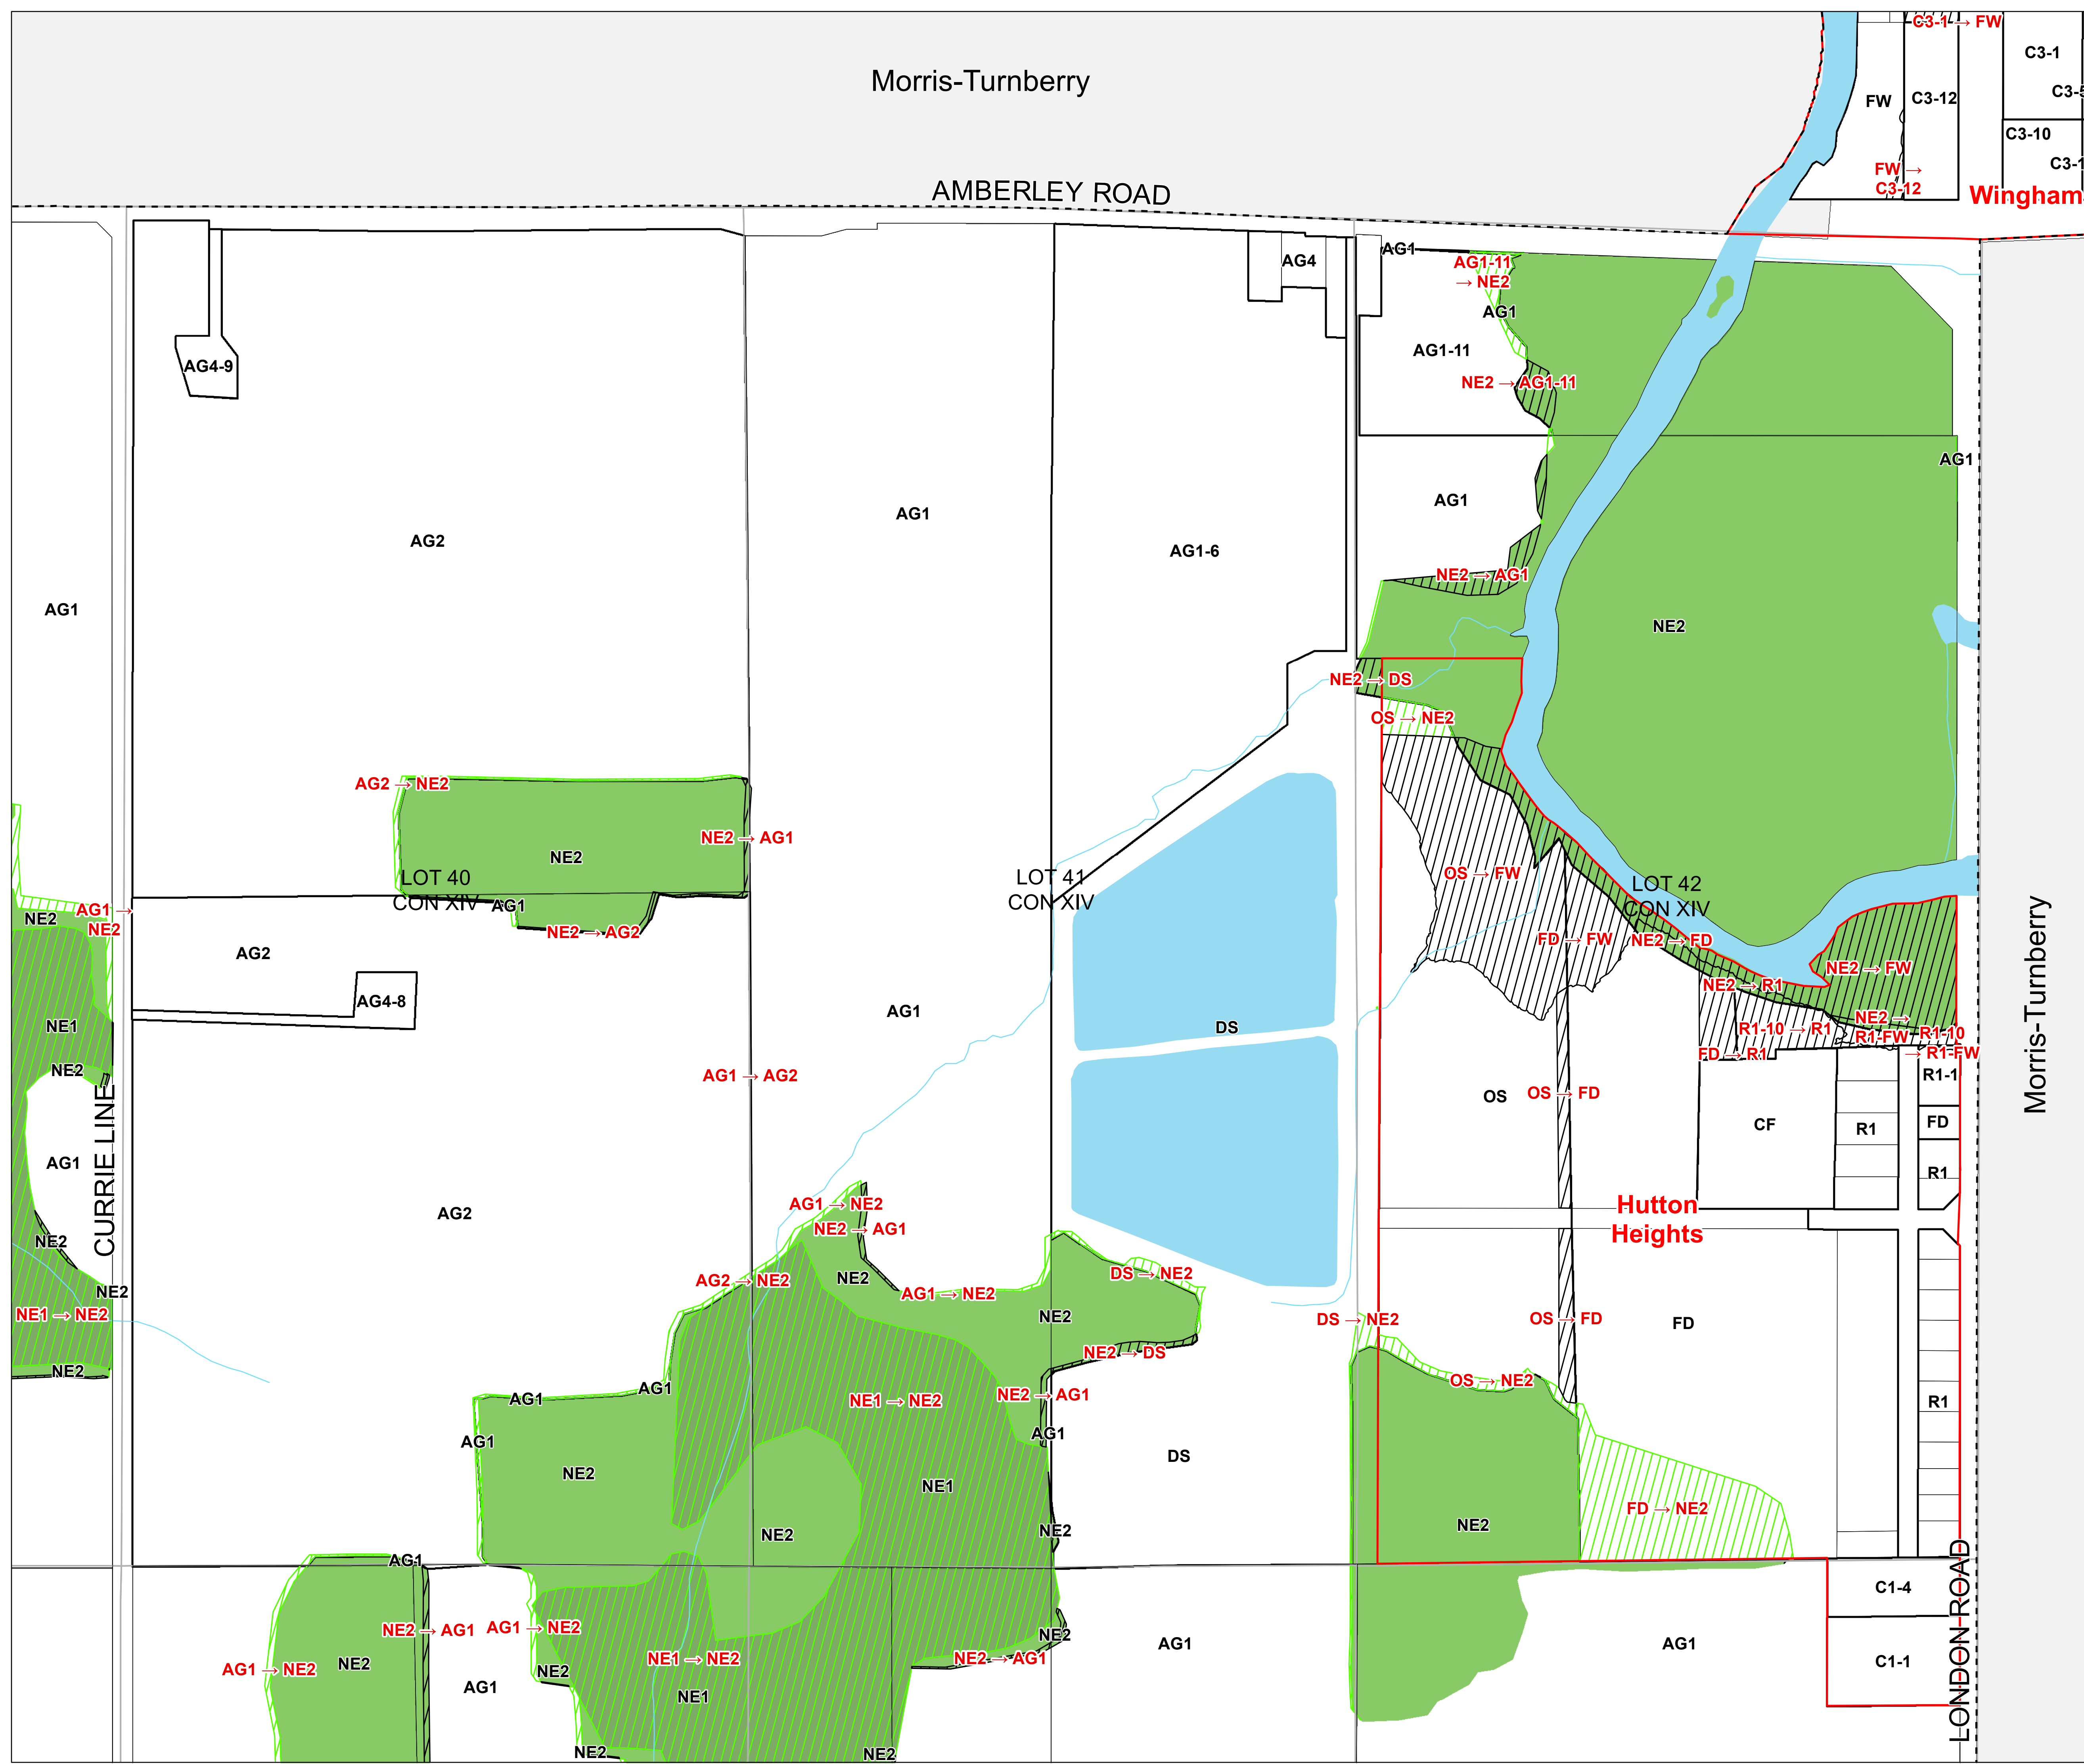 C3-1 → FW
C3-1
Morris-Turnberry
C3-12
FW
C3-10
FW →
C3-12
Wingham
AMBERLEY ROAD
AG1
AG4
AG1-11
→ NE2
AG1
AG1-11
AG4-9
NE2 → AG1-11
AG1
AG1
AG1
AG2
AG1-6
NE2 → AG1
AG1
NE2
NE2 → DS
OS → NE2
AG2 → NE2
NE2 → AG1
NE2
OS → FW
LOT 40
CON XIV
LOT 41
CON XIV
LOT 42
CON XIV
AG1
AG1 →
NE2
NE2
NE2 → AG2
FD → FW
NE2 → FD
AG2
NE2 → FW
NE2 → R1
AG4-8
AG1
NE1
DS
NE2 →
R1-FW
R1-10 → R1
R1-10
→ R1-FW
FD → R1
Morris-Turnberry
NE2
AG1 → AG2
R1-1
OS
OS → FD
CF
R1
FD
AG1
R1
CURRIE LINE
AG2
AG1 → NE2
NE2 → AG1
Hutton
Heights
NE2
NE2
AG2 → NE2
NE2
DS → NE2
AG1 → NE2
NE1 → NE2
NE2
DS → NE2
OS → FD
FD
NE2 → DS
NE2
OS → NE2
AG1
AG1
NE1 → NE2
NE2 → AG1
R1
AG1
AG1
DS
NE2
NE1
FD → NE2
NE2
NE2
NE2
AG1
C1-4
NE2 → AG1
AG1 → NE2
NE2
AG1
AG1
NE1 → NE2
NE2 → AG1
C1-1
AG1 → NE2
NE2
NE2
AG1
NE1
LONDON ROAD
NE2
NE2